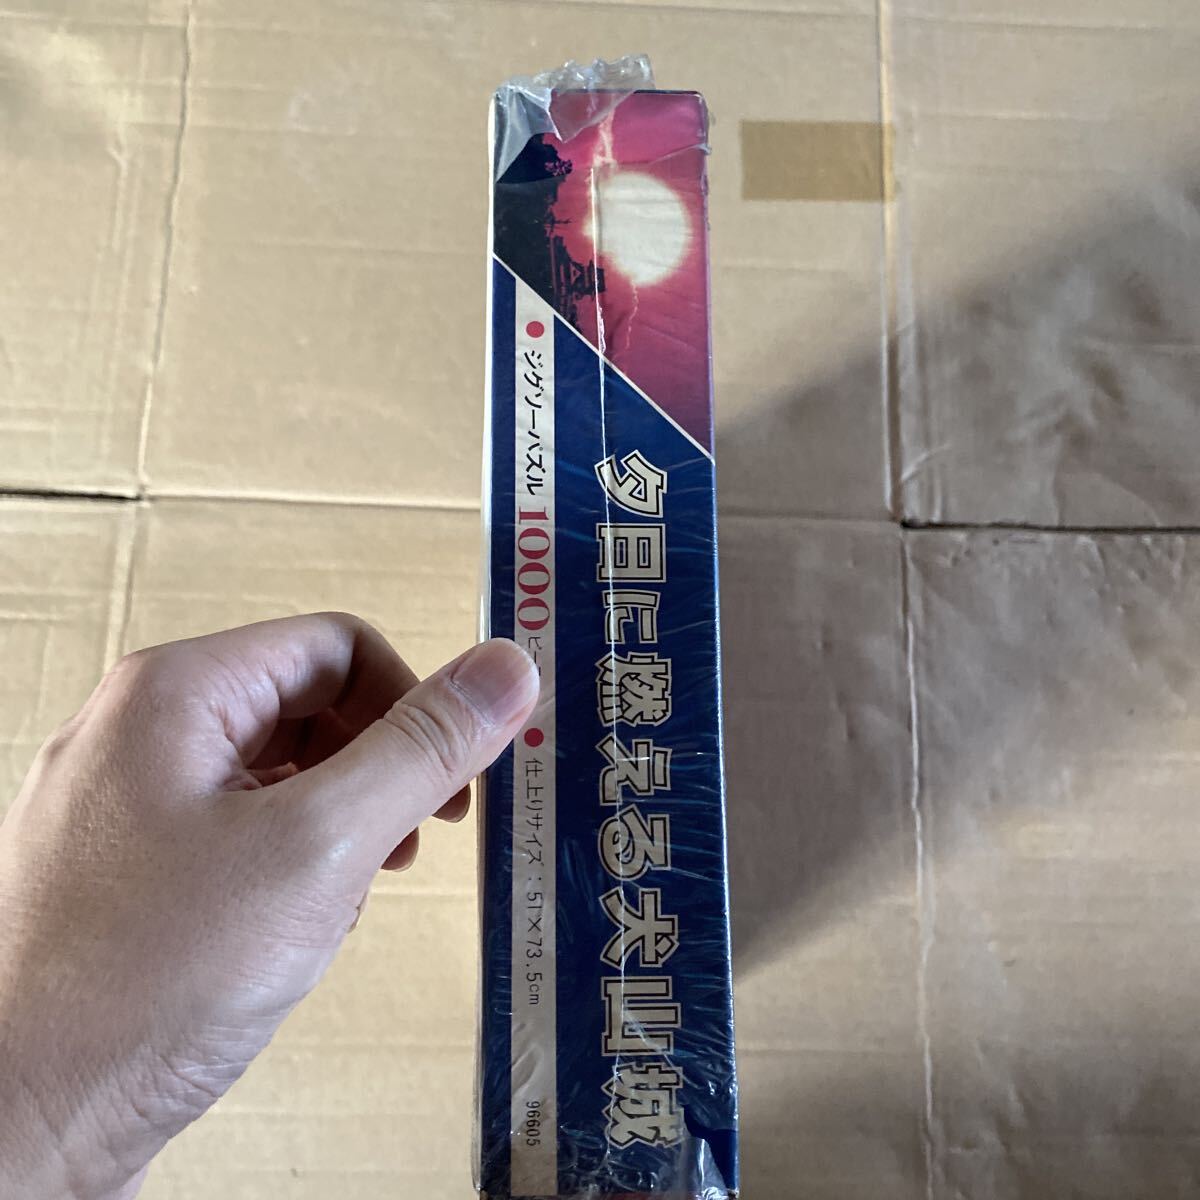 夕日に燃える犬山城
● ジグソーパズル 1000ピー
● 仕上りサイズ：51×73.5cm
96605